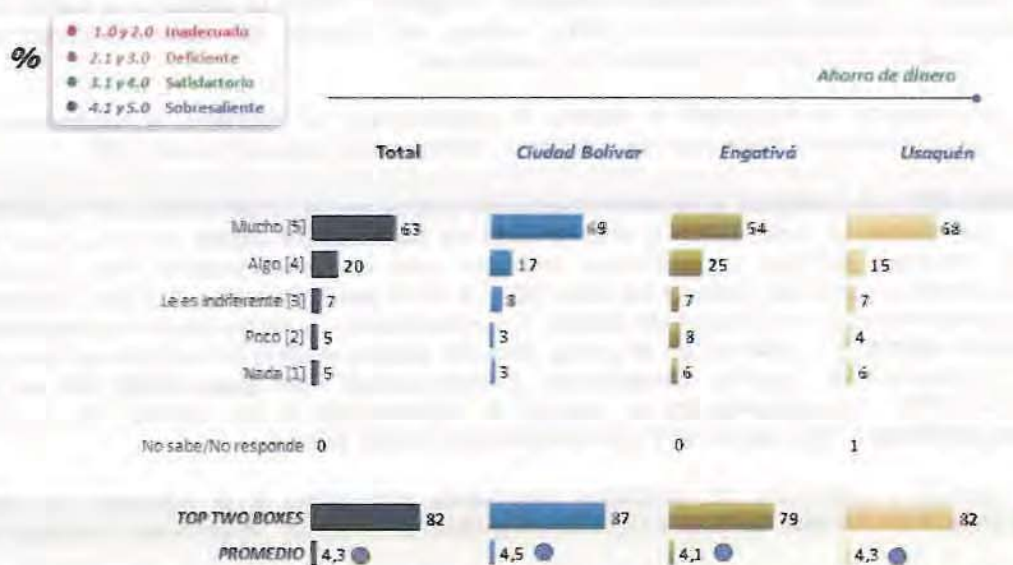 %
1.0 y 2.0 Inadecuado
2.1 y 3.0 Deficiente
3.1 y 4.0 Satisfactorio
4.1 y 5.0 Sobresaliente
Ahorro de dinero
Total Ciudad Bolívar Engativá Usaquén
Mucho [5] 63 69 54 68
Algo [4] 20 17 25 15
Le es indiferente [3] 7 8 7 7
Poco [2] 5 3 8 4
Nada [1] 5 3 6 6
No sabe/No responde 0 0 1
TOP TWO BOXES 82 87 79 82
PROMEDIO 4,3 4,5 4,1 4,3